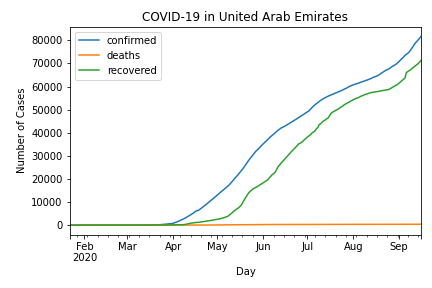 COVID-19 in United Arab Emirates
confirmed
deaths
recovered
Number of Cases
80000
70000
60000
50000
40000
30000
20000
10000
0
Feb Mar Apr May Jun Jul Aug Sep
2020
Day